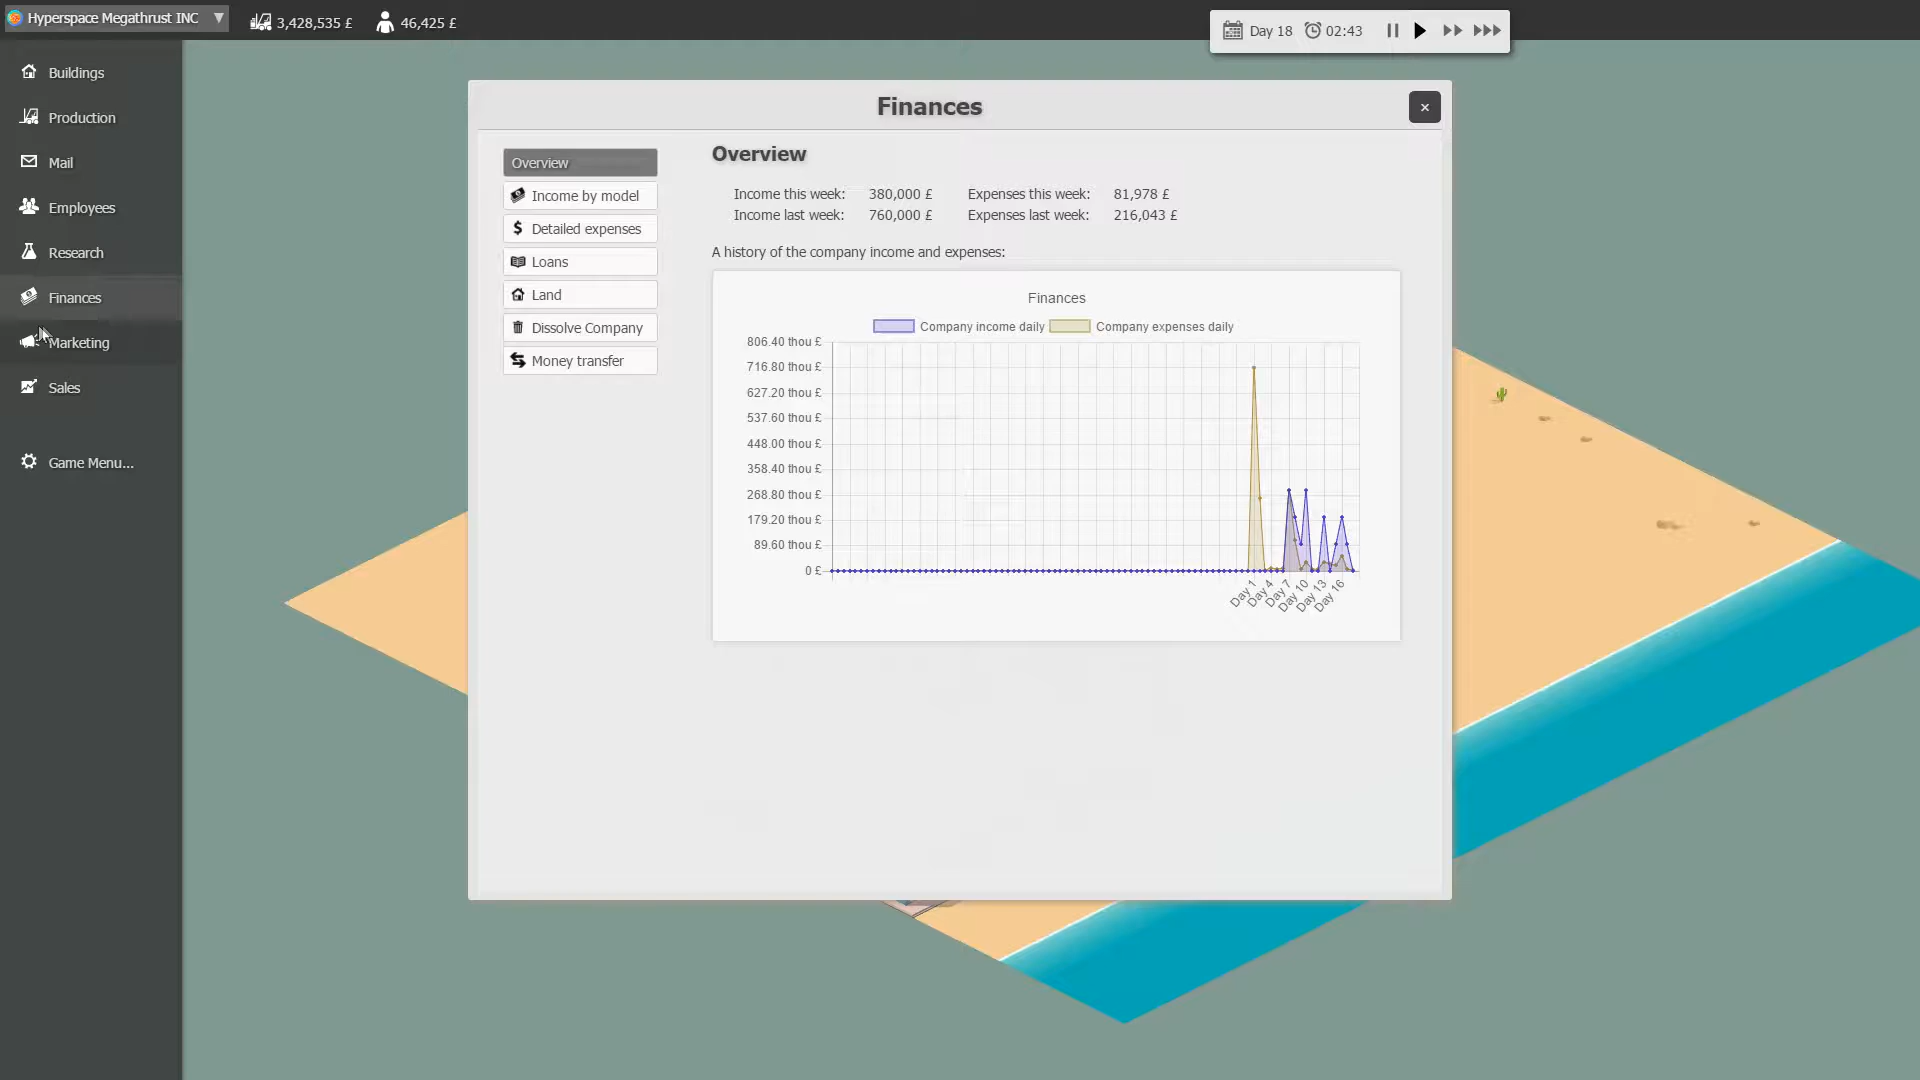 Hyperspace Megathrust INC ▼
3,428,535 £
46,425 £
Day 18
02:43
Buildings
Production
Mail
Employees
Research
Finances
Marketing
Sales
Game Menu...
Finances
×
Overview
Income by model
Detailed expenses
Loans
Land
Dissolve Company
Money transfer
Overview
Income this week: 380,000 £ Expenses this week: 81,978 £
Income last week: 760,000 £ Expenses last week: 216,043 £
A history of the company income and expenses:
Finances
Company income daily Company expenses daily
806.40 thou £
716.80 thou £
627.20 thou £
537.60 thou £
448.00 thou £
358.40 thou £
268.80 thou £
179.20 thou £
89.60 thou £
0 £
Day 1 Day 4 Day 7 Day 10 Day 13 Day 16